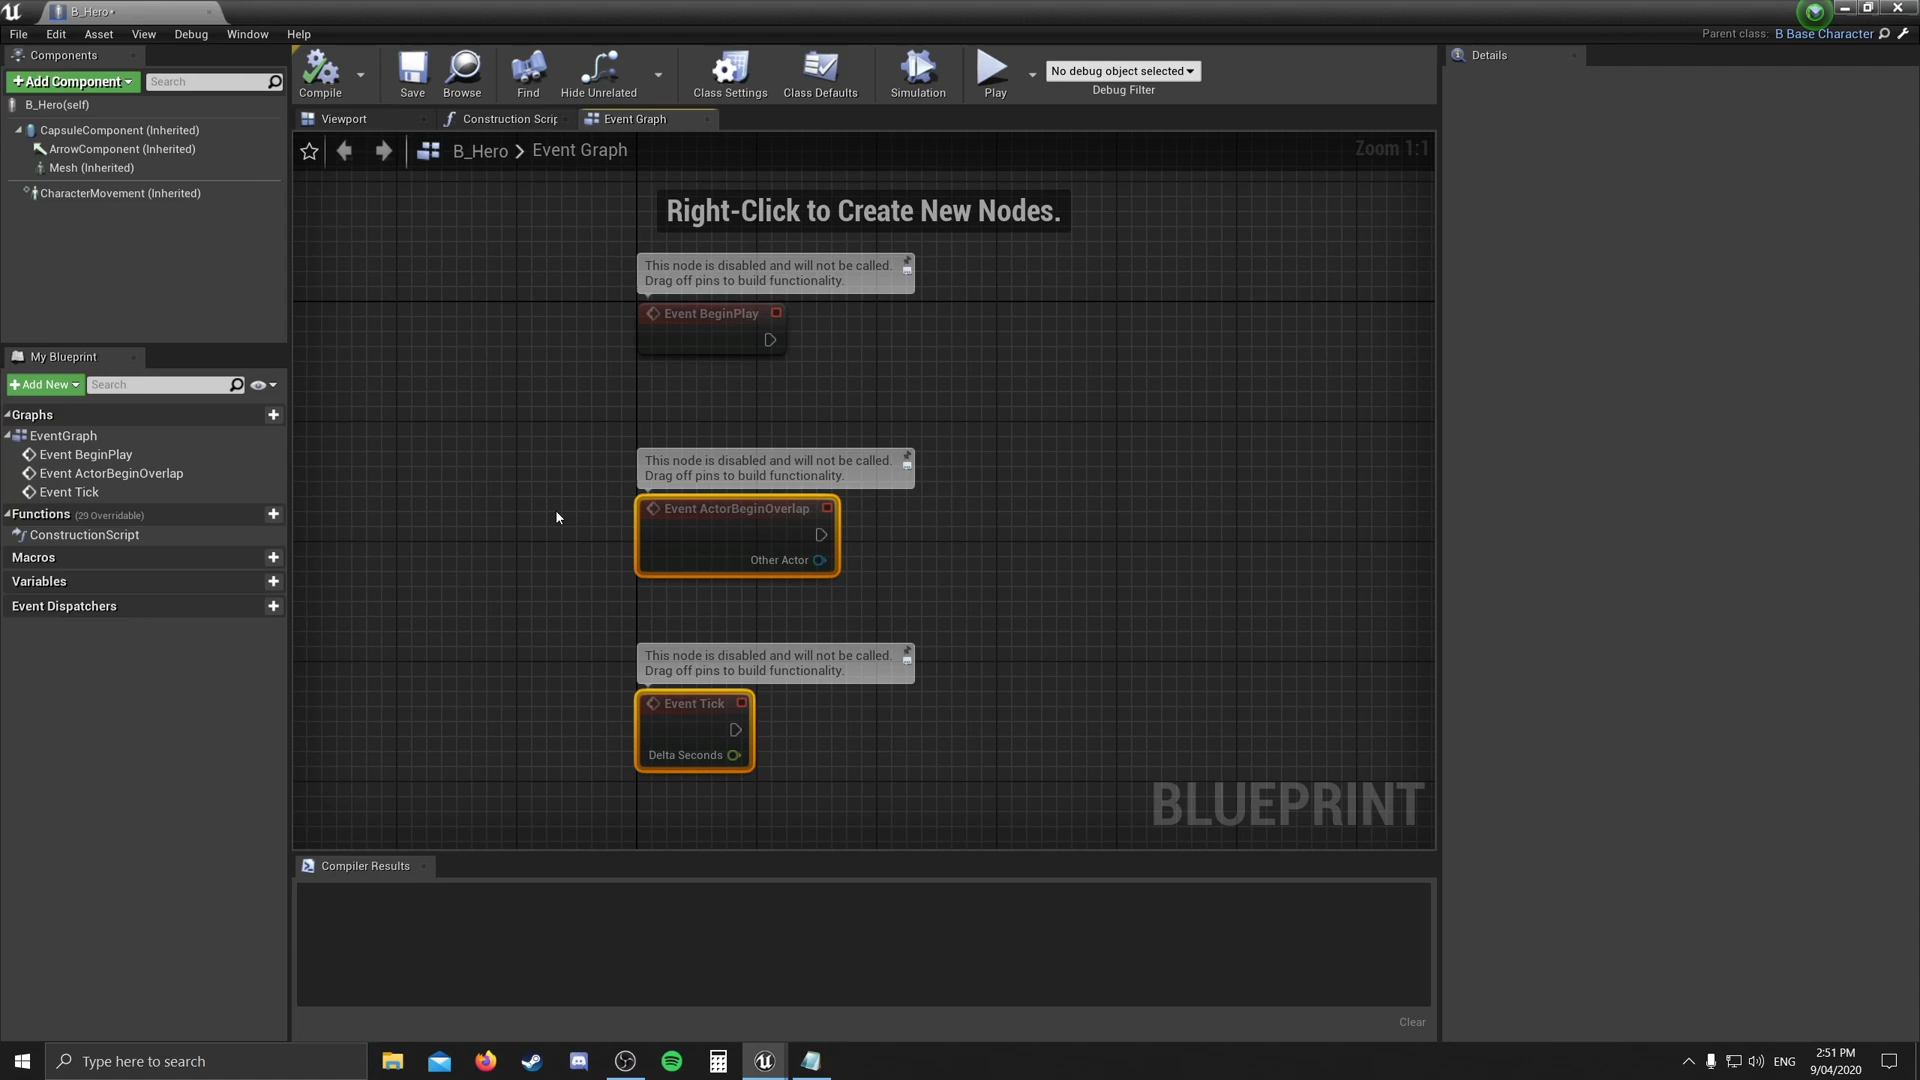 B_Hero*
File Edit Asset View Debug Window Help
Parent class: B Base Character
Components
+Add Component
Search
B_Hero(self)
CapsuleComponent (Inherited)
ArrowComponent (Inherited)
Mesh (Inherited)
CharacterMovement (Inherited)
My Blueprint
+Add New
Search
Graphs
EventGraph
Event BeginPlay
Event ActorBeginOverlap
Event Tick
Functions (29 Overridable)
ConstructionScript
Macros
Variables
Event Dispatchers
Compile
Save
Browse
Find
Hide Unrelated
Class Settings
Class Defaults
Simulation
Play
No debug object selected
Debug Filter
Viewport
Construction Scrip
Event Graph
B_Hero > Event Graph
Zoom 1:1
Right-Click to Create New Nodes.
This node is disabled and will not be called.
Drag off pins to build functionality.
Event BeginPlay
This node is disabled and will not be called.
Drag off pins to build functionality.
Event ActorBeginOverlap
Other Actor
This node is disabled and will not be called.
Drag off pins to build functionality.
Event Tick
Delta Seconds
BLUEPRINT
Compiler Results
Clear
Details
Type here to search
ENG
2:51 PM
9/04/2020